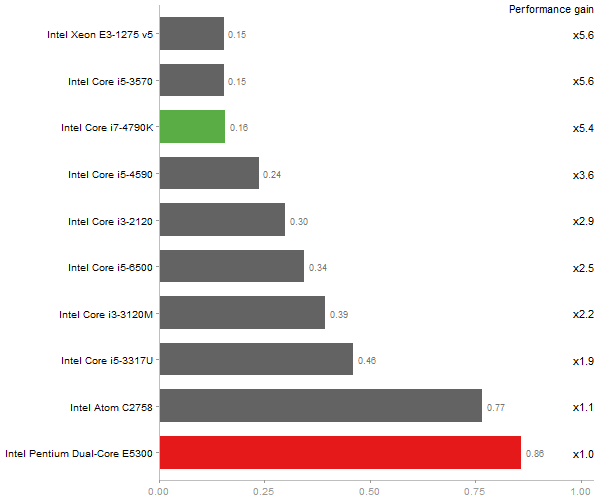 Performance gain
Intel Xeon E3-1275 v5 0.15 x5.6
Intel Core i5-3570 0.15 x5.6
Intel Core i7-4790K 0.16 x5.4
Intel Core i5-4590 0.24 x3.6
Intel Core i3-2120 0.30 x2.9
Intel Core i5-6500 0.34 x2.5
Intel Core i3-3120M 0.39 x2.2
Intel Core i5-3317U 0.46 x1.9
Intel Atom C2758 0.77 x1.1
Intel Pentium Dual-Core E5300 0.86 x1.0
0.00 0.25 0.50 0.75 1.00